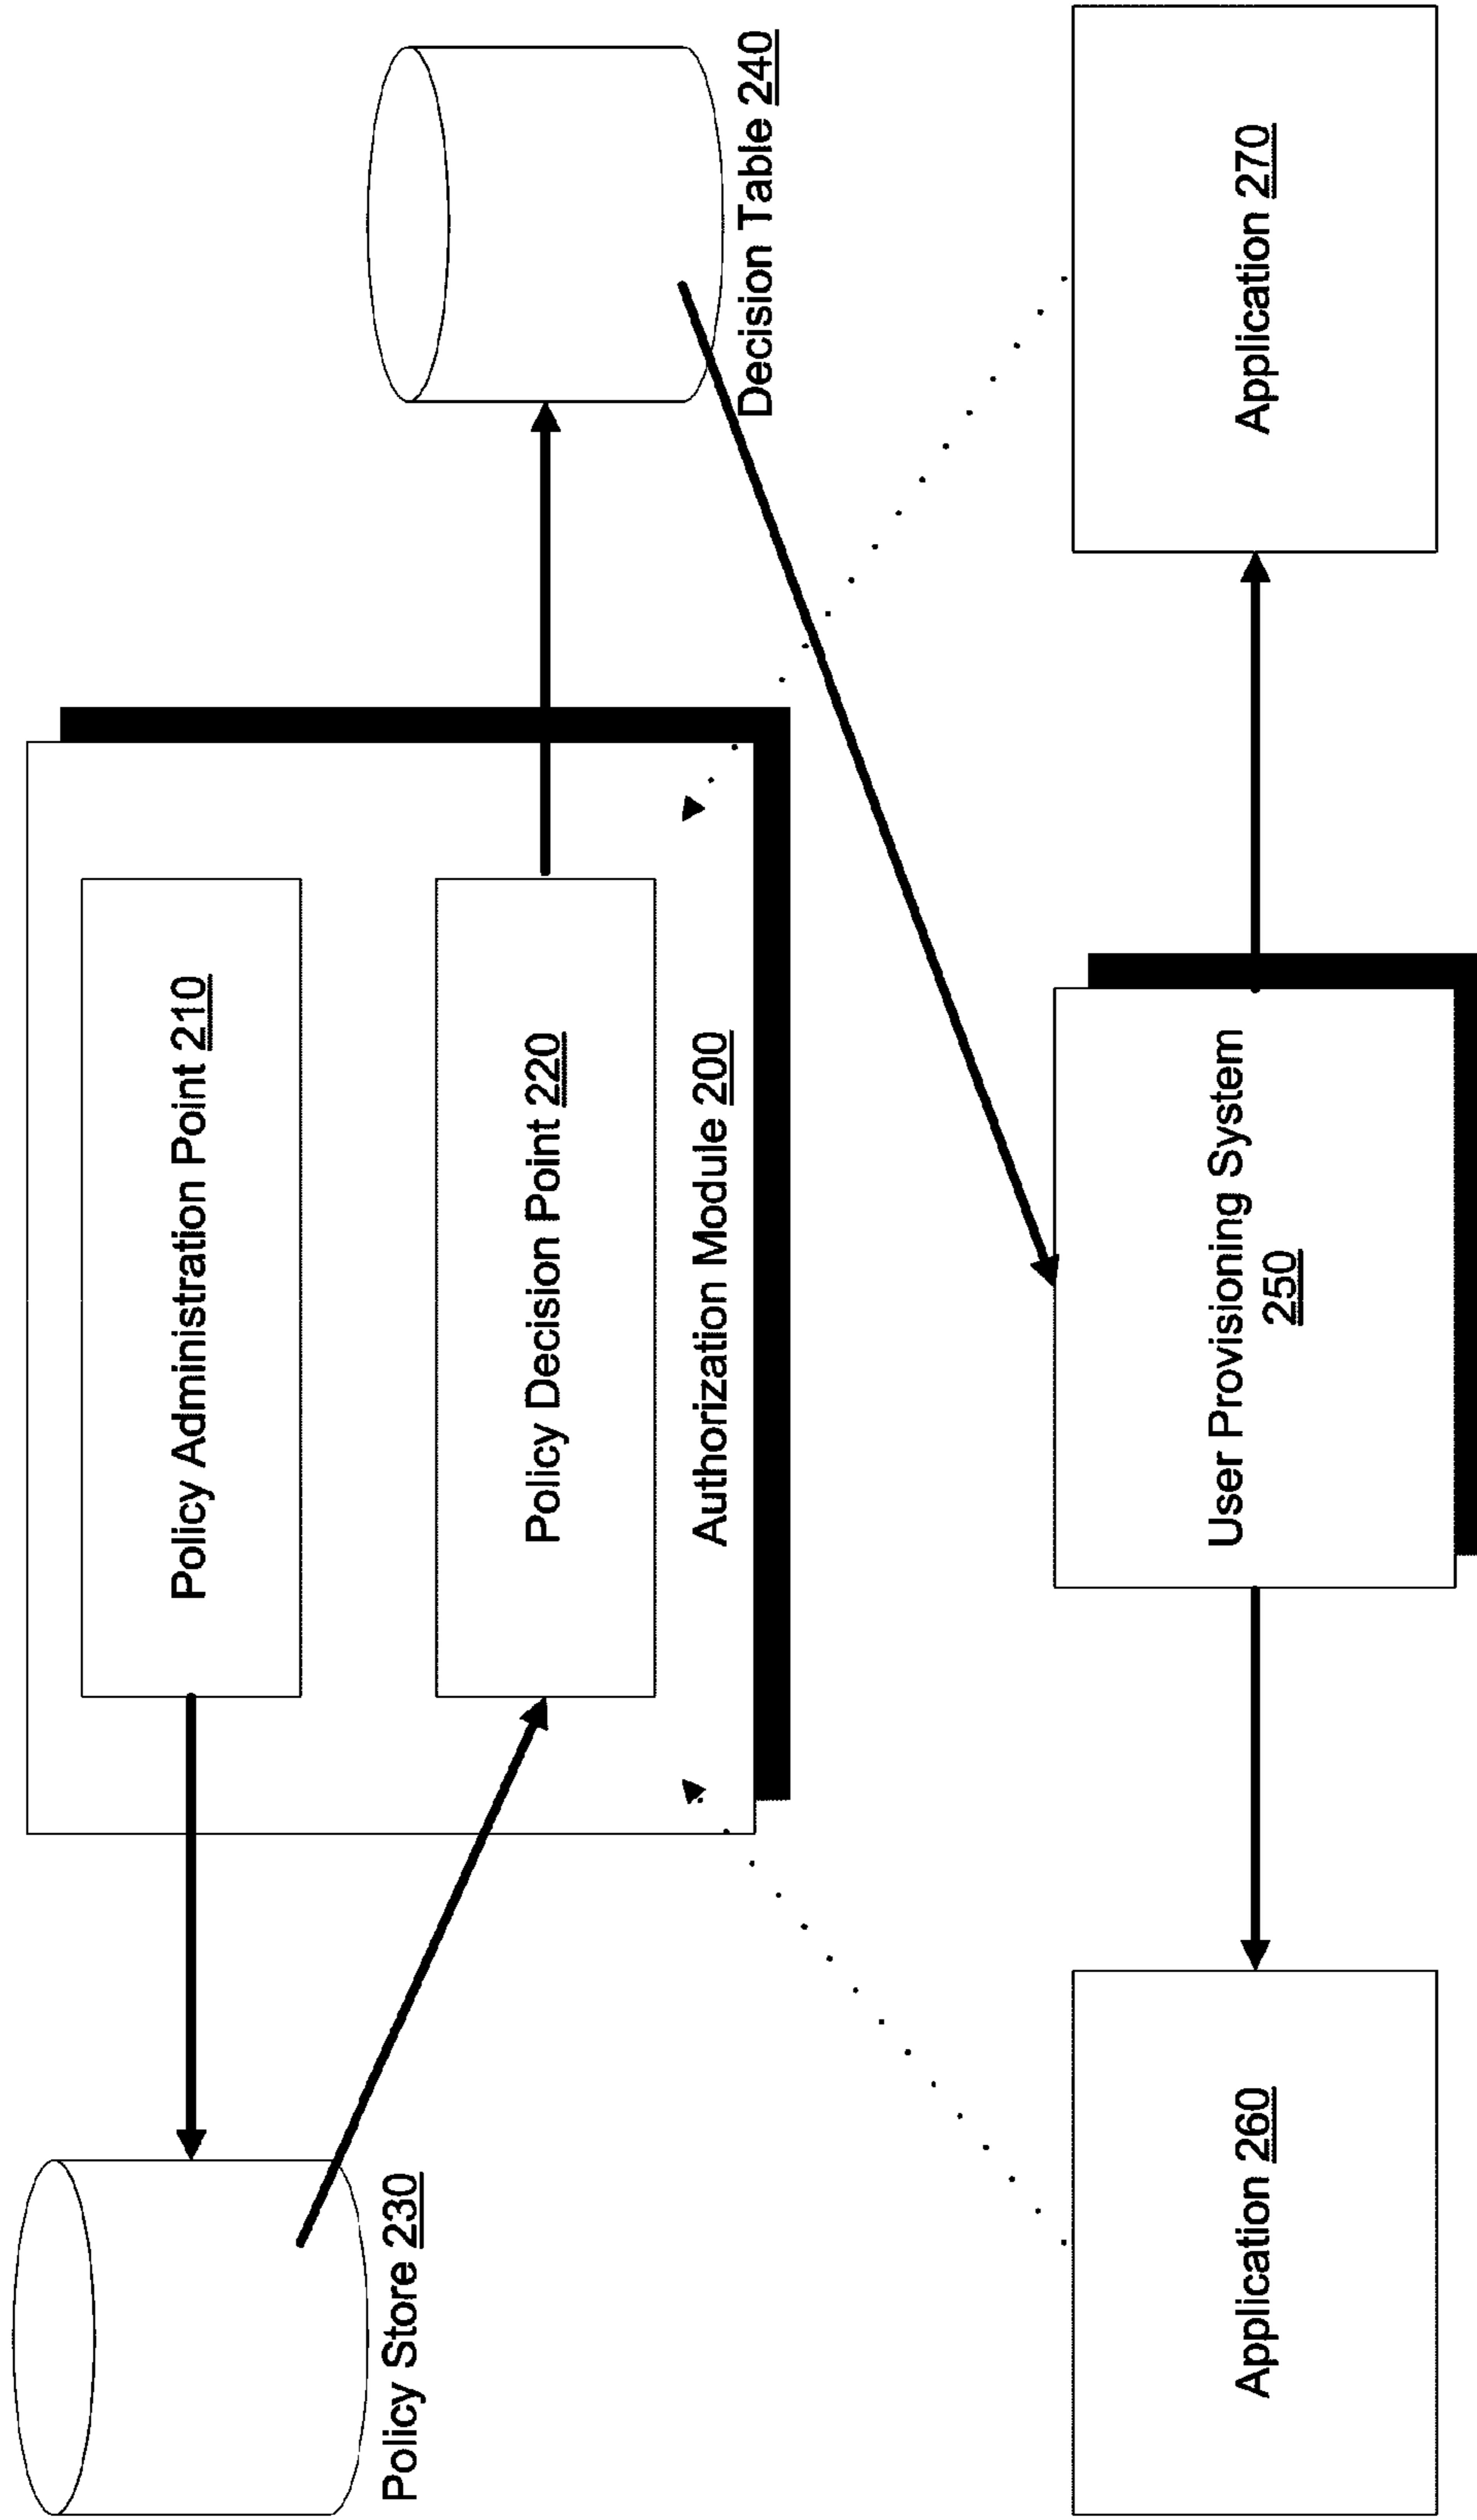 Policy Administration Point 210
Policy Decision Point 220
Authorization Module 200
Policy Store 230
Decision Table 240
Application 260
User Provisioning System
250
Application 270